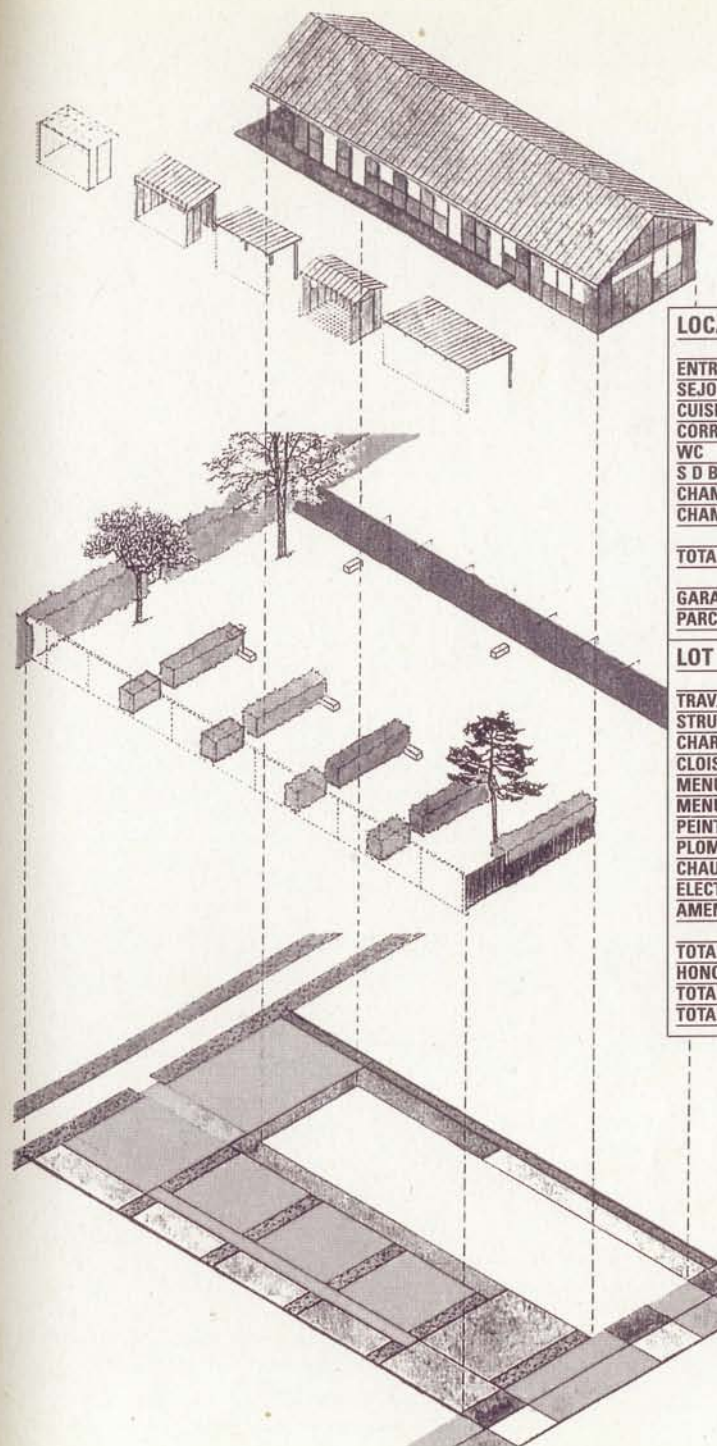 LOCA
ENTR
SEJO
CUISI
CORR
WC
S D B
CHAM
CHAM
TOTA
GARA
PARC
LOT
TRAV
STRU
CHAR
CLOIS
MENU
MENU
PEINT
PLOM
CHAU
ELECT
AMEN
TOTA
HONO
TOTA
TOTA